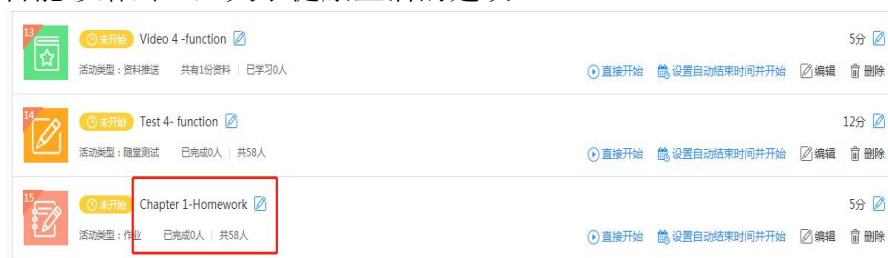 13
未开始 Video 4 -function 5分
活动类型：资料推送 共有1份资料 | 已学习0人 直接开始 设置自动结束时间并开始 编辑 删除
14
未开始 Test 4- function 12分
活动类型：随堂测试 已完成0人 | 共58人 直接开始 设置自动结束时间并开始 编辑 删除
15
未开始 Chapter 1-Homework 5分
活动类型：作业 已完成0人 | 共58人 直接开始 设置自动结束时间并开始 编辑 删除